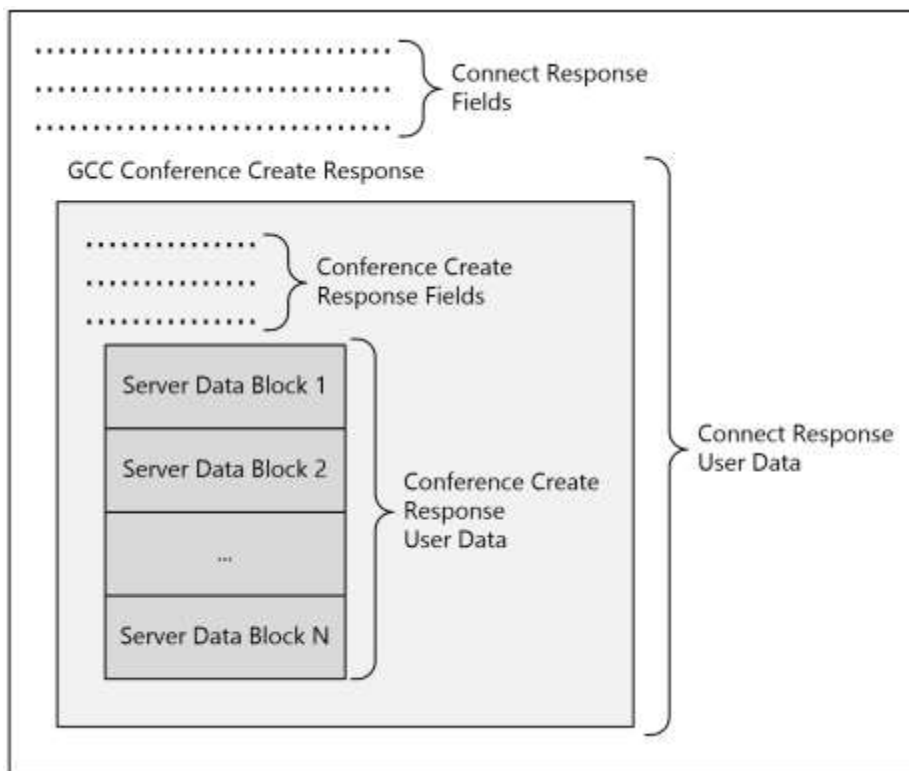 Connect Response
Fields
GCC Conference Create Response
Conference Create
Response Fields
Server Data Block 1
Server Data Block 2
...
Server Data Block N
Conference Create
Response
User Data
Connect Response
User Data